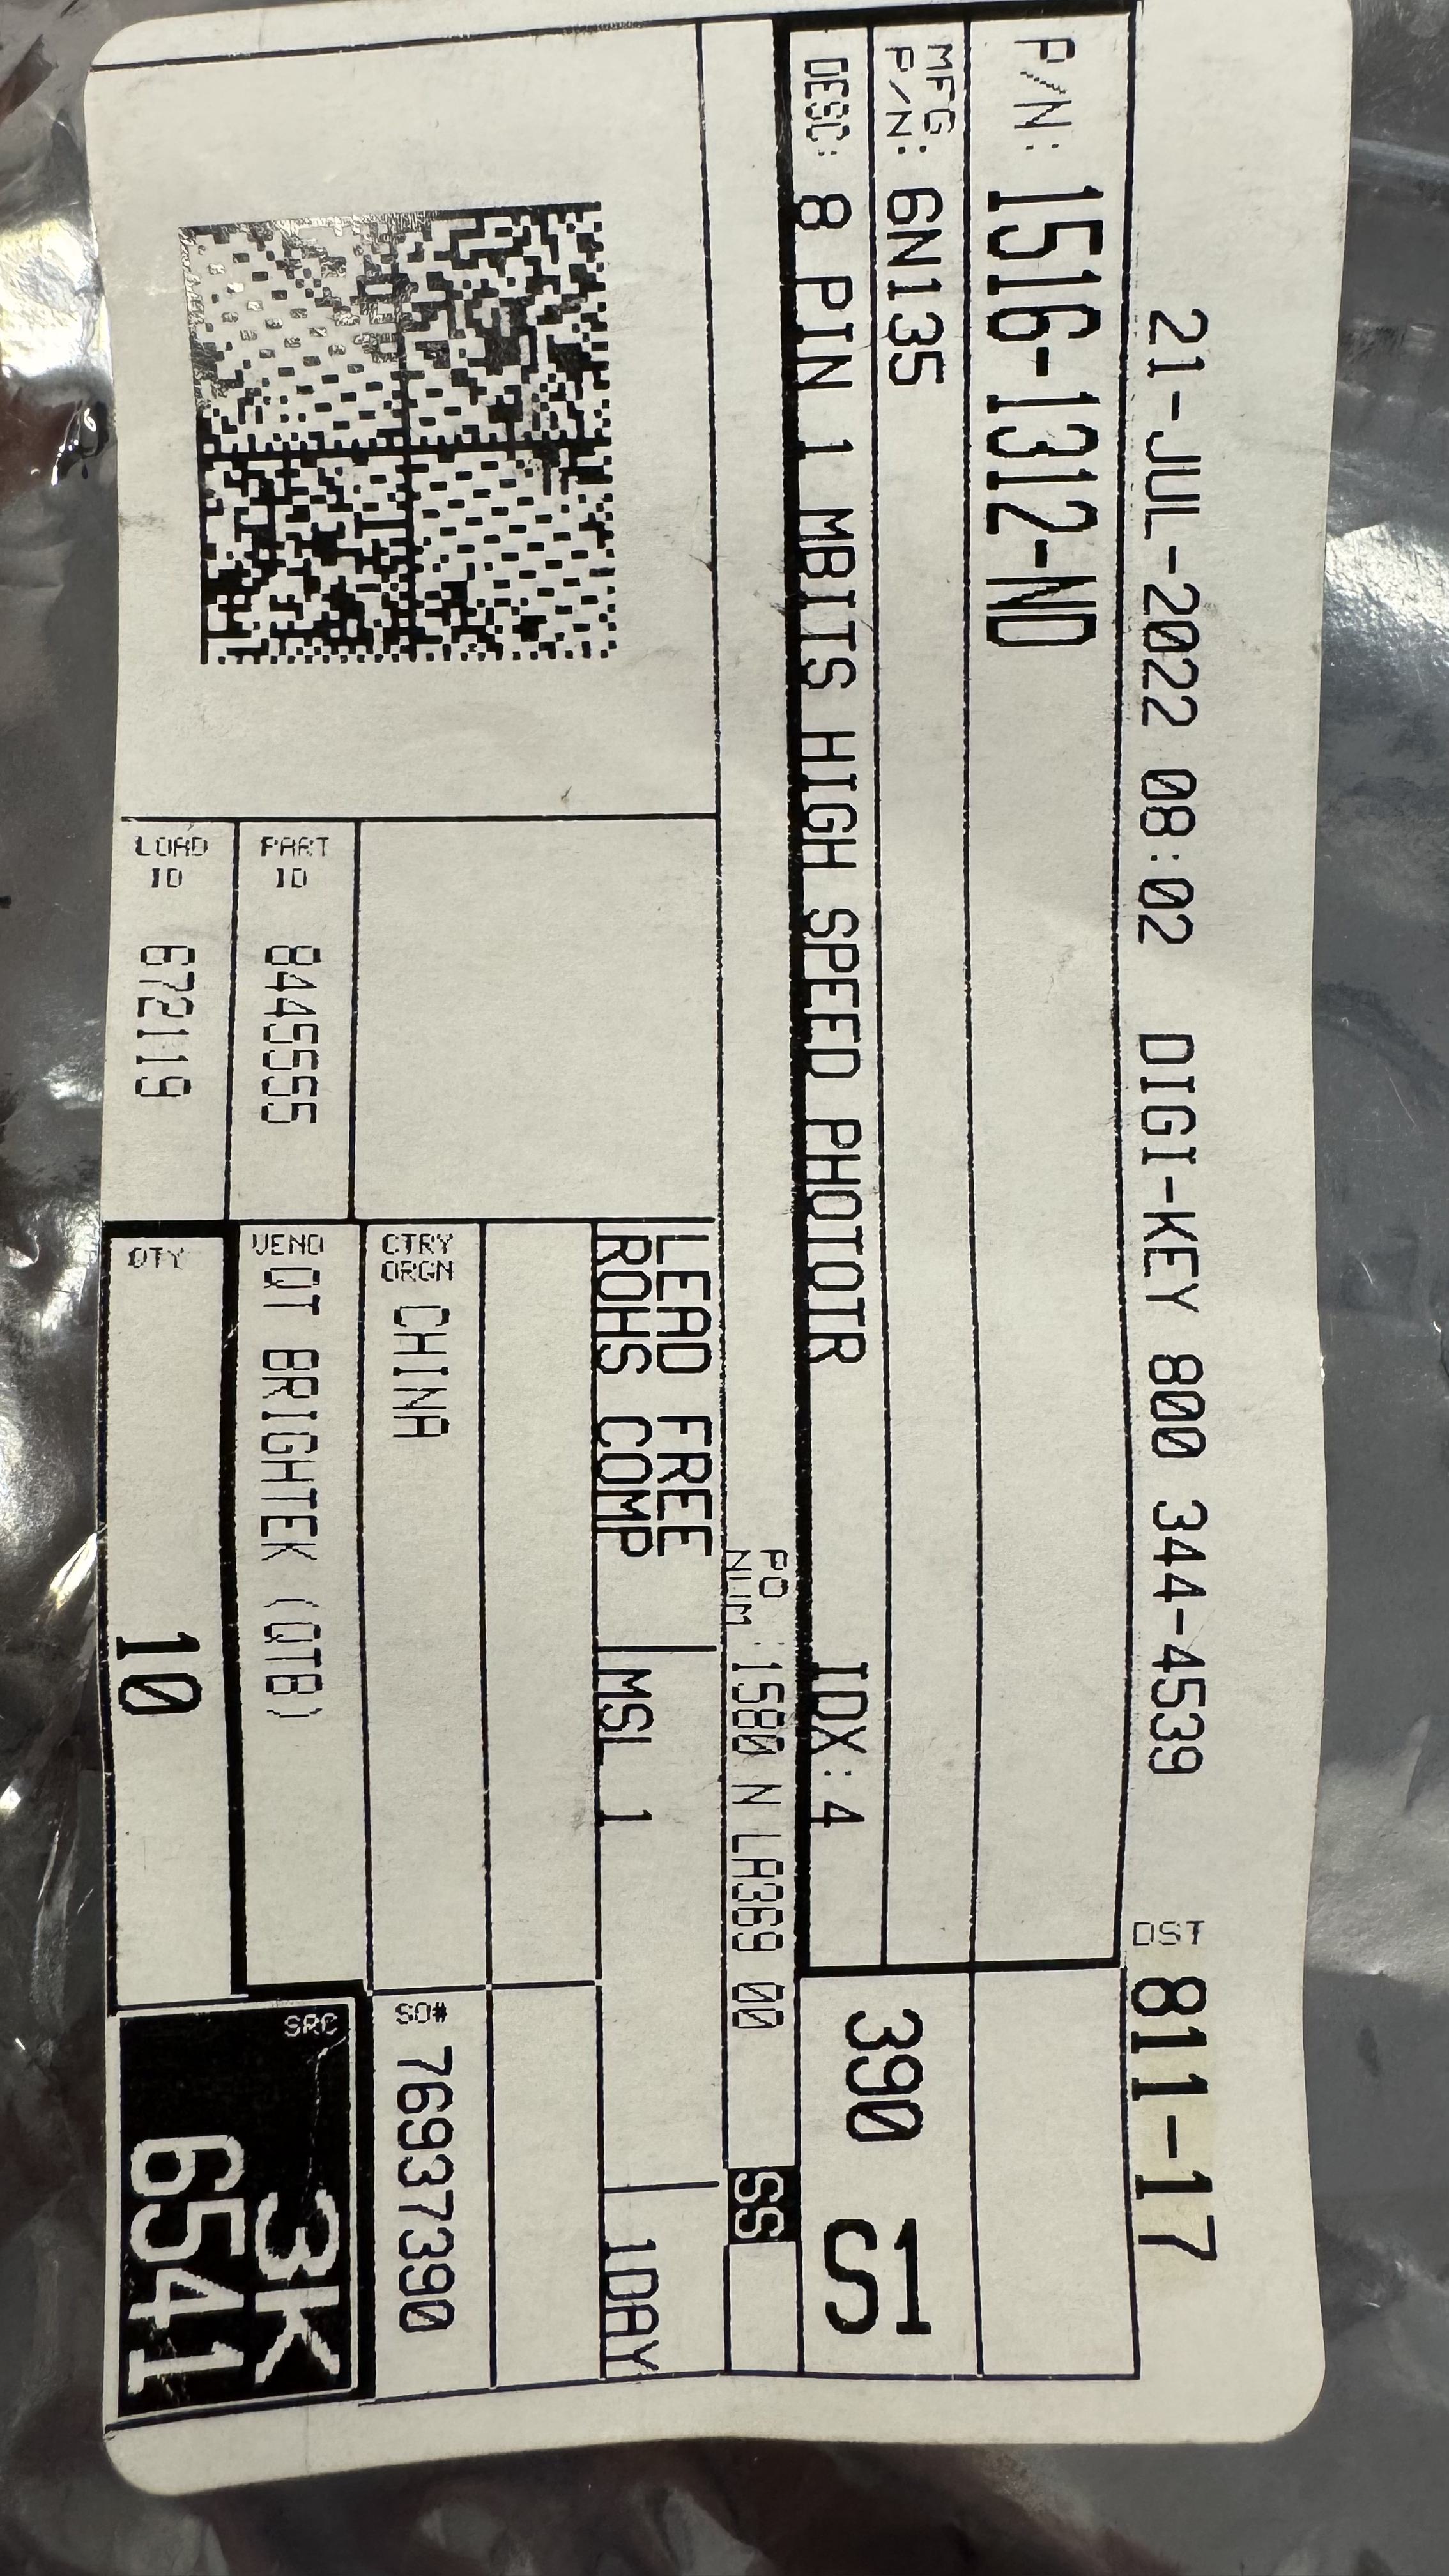 21-JUL-2022 08:02 DIGI-KEY 800 344-4539 DST 811-17
P/N: 1516-1312-ND
MFG P/N: 6N135
DESC: 8 PIN 1 MBITS HIGH SPEED PHOTOTR IDX:4
390 S1
PO NUM :1580 N LA369 00 SS
LEAD FREE
ROHS COMP
MSL 1
1DAY
CTRY ORGN CHINA
SO# 76937390
PART ID 8445555
VEND QT BRIGHTEK (QTB)
LOAD ID 672119
QTY 10
SRC 3K
6541